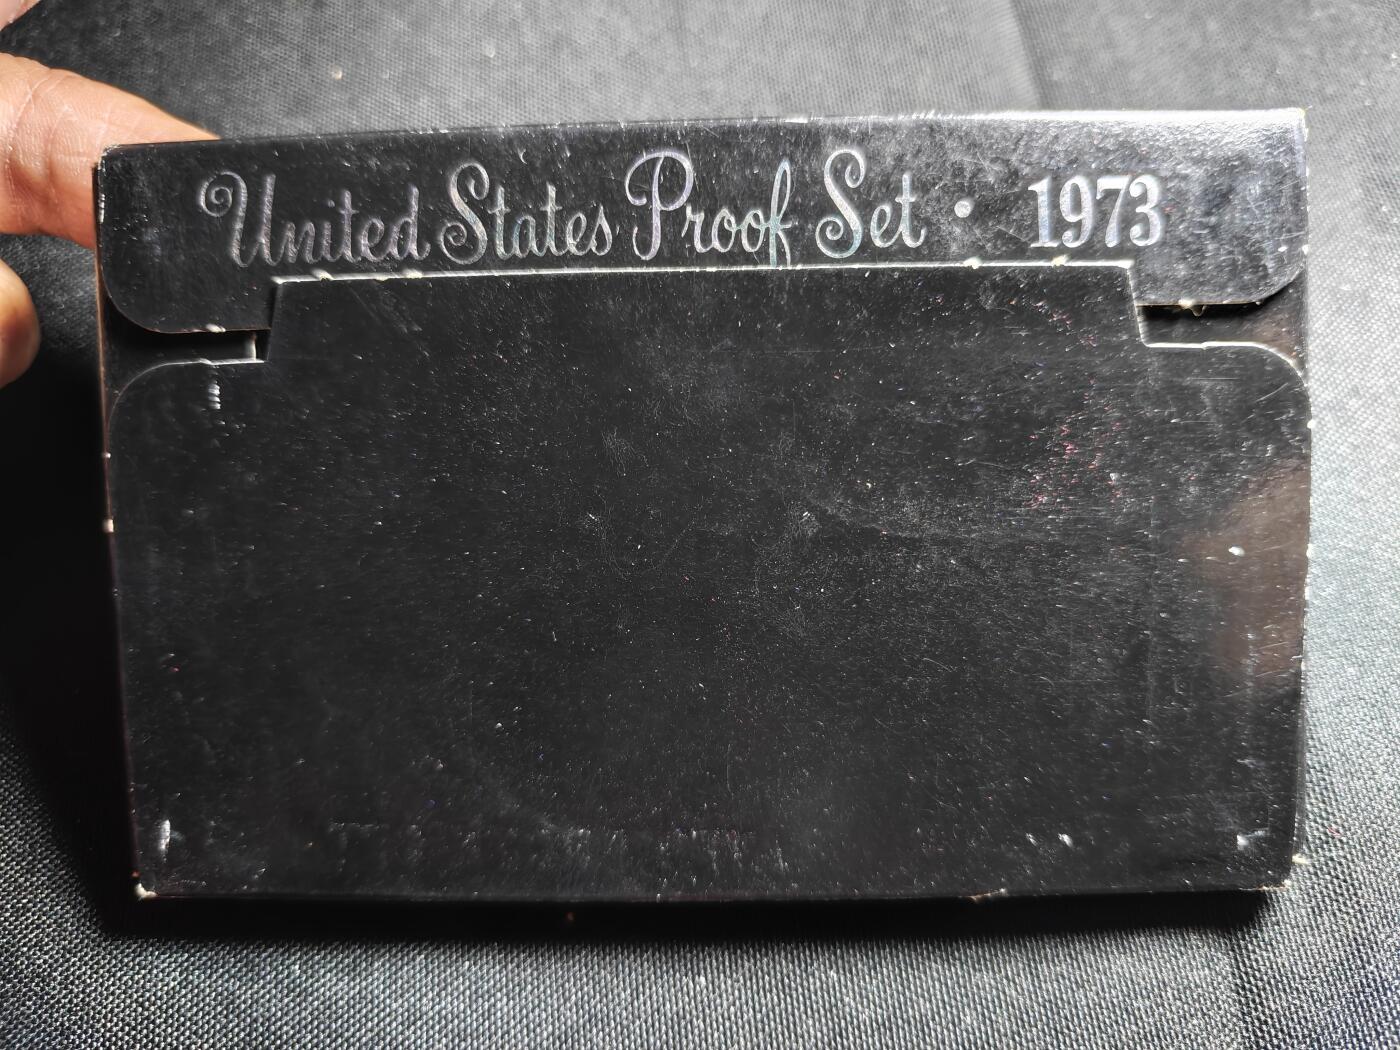 United States Proof Set • 1973